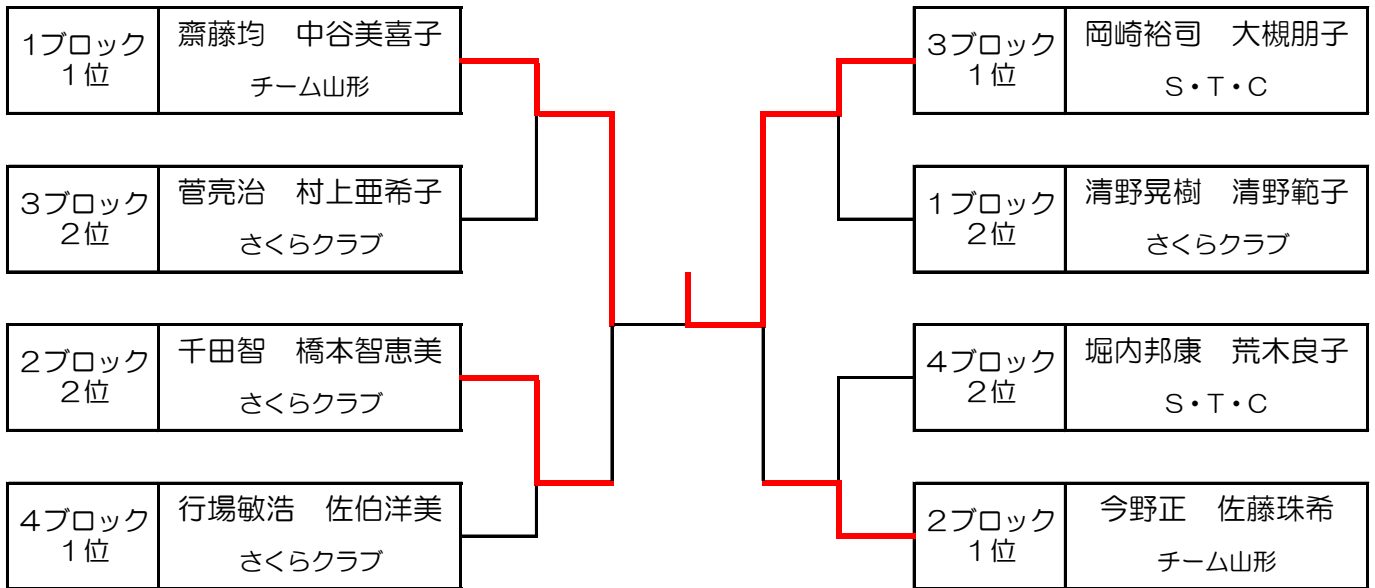 1ブロック
1位
齋藤均　中谷美喜子
チーム山形
3ブロック
2位
菅亮治　村上亜希子
さくらクラブ
2ブロック
2位
千田智　橋本智恵美
さくらクラブ
4ブロック
1位
行場敏浩　佐伯洋美
さくらクラブ
3ブロック
1位
岡崎裕司　大槻朋子
S・T・C
1ブロック
2位
清野晃樹　清野範子
さくらクラブ
4ブロック
2位
堀内邦康　荒木良子
S・T・C
2ブロック
1位
今野正　佐藤珠希
チーム山形